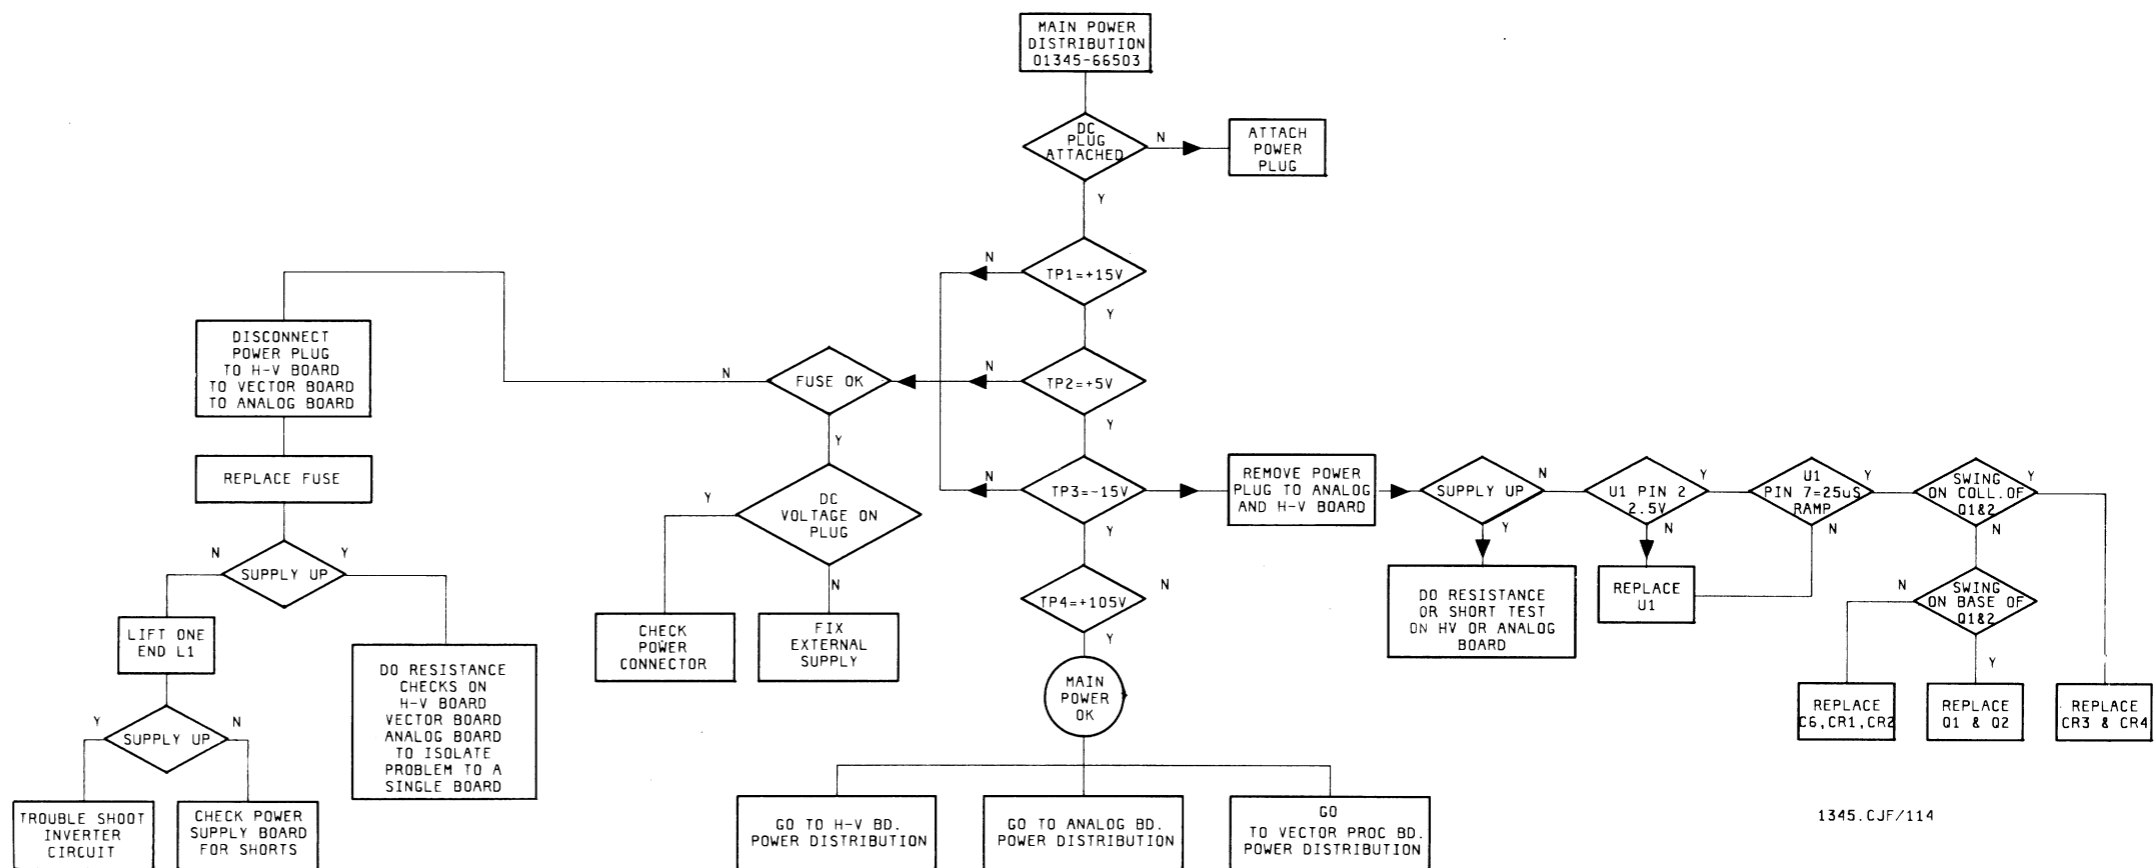 MAIN POWER
DISTRIBUTION
01345-66503
DC
PLUG
ATTACHED
N
ATTACH
POWER
PLUG
Y
N
TP1=+15V
Y
DISCONNECT
POWER PLUG
TO H-V BOARD
TO VECTOR BOARD
TO ANALOG BOARD
N
FUSE OK
N
TP2=+5V
Y
Y
REPLACE FUSE
Y
DC
VOLTAGE ON
PLUG
N
N
TP3=-15V
Y
REMOVE POWER
PLUG TO ANALOG
AND H-V BOARD
SUPPLY UP
N
Y
U1 PIN 2
2.5V
Y
N
U1
PIN 7=25uS
RAMP
Y
N
SWING
ON COLL.OF
Q1&2
Y
N
N
SUPPLY UP
Y
LIFT ONE
END L1
DO RESISTANCE
CHECKS ON
H-V BOARD
VECTOR BOARD
ANALOG BOARD
TO ISOLATE
PROBLEM TO A
SINGLE BOARD
CHECK
POWER
CONNECTOR
FIX
EXTERNAL
SUPPLY
TP4=+105V
N
Y
DO RESISTANCE
OR SHORT TEST
ON HV OR ANALOG
BOARD
REPLACE
U1
N
SWING
ON BASE OF
Q1&2
Y
Y
SUPPLY UP
N
MAIN
POWER
OK
REPLACE
C6,CR1,CR2
REPLACE
Q1 & Q2
REPLACE
CR3 & CR4
TROUBLE SHOOT
INVERTER
CIRCUIT
CHECK POWER
SUPPLY BOARD
FOR SHORTS
GO TO H-V BD.
POWER DISTRIBUTION
GO TO ANALOG BD.
POWER DISTRIBUTION
GO
TO VECTOR PROC BD.
POWER DISTRIBUTION
1345.CJF/114